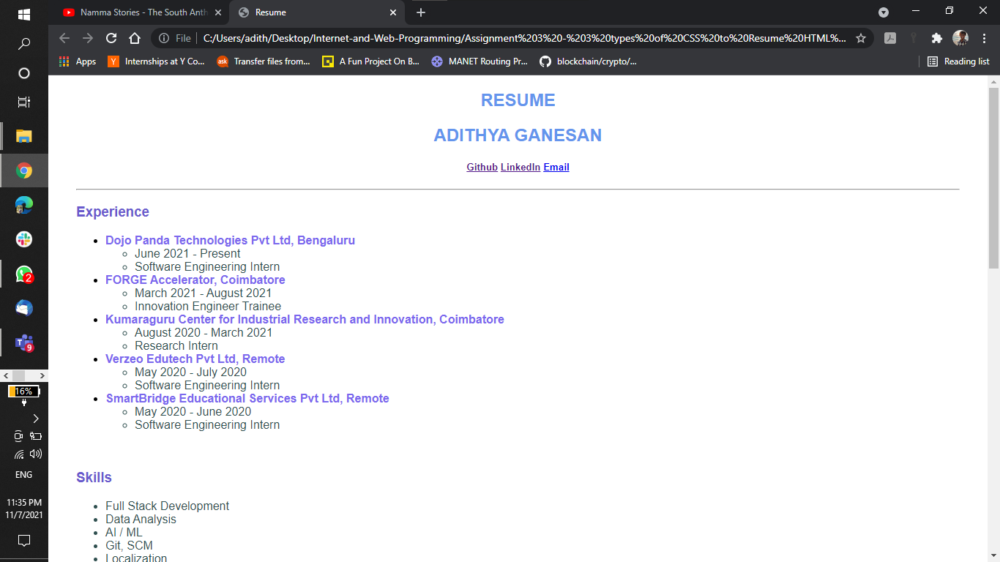 Namma Stories - The South Anth
Resume
File
C:/Users/adith/Desktop/Internet-and-Web-Programming/Assignment%203%20-%203%20types%20of%20CSS%20to%20Resume%20HTML%...
Apps
Y
Internships at Y Co...
ask
Transfer files from...
A Fun Project On B...
MANET Routing Pr...
blockchain/crypto/...
Reading list
RESUME
ADITHYA GANESAN
Github LinkedIn Email
Experience
Dojo Panda Technologies Pvt Ltd, Bengaluru
June 2021 - Present
Software Engineering Intern
FORGE Accelerator, Coimbatore
March 2021 - August 2021
Innovation Engineer Trainee
Kumaraguru Center for Industrial Research and Innovation, Coimbatore
August 2020 - March 2021
Research Intern
Verzeo Edutech Pvt Ltd, Remote
May 2020 - July 2020
Software Engineering Intern
SmartBridge Educational Services Pvt Ltd, Remote
May 2020 - June 2020
Software Engineering Intern
Skills
Full Stack Development
Data Analysis
AI / ML
Git, SCM
Localization
2
T
9
16%
ENG
11:35 PM
11/7/2021